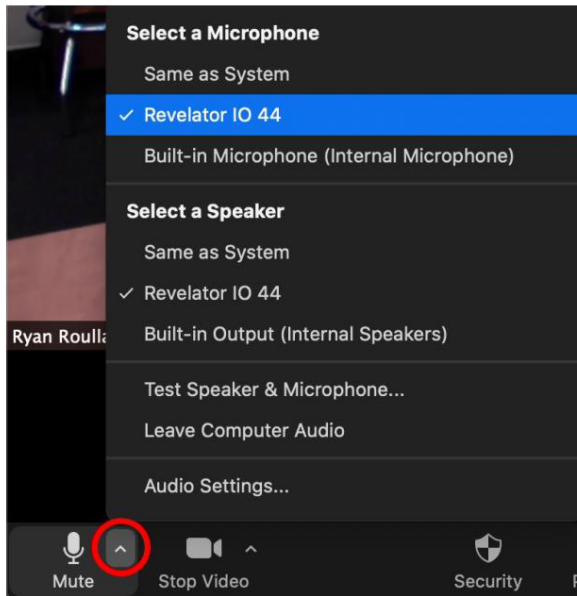 Select a Microphone
Same as System
✓ Revelator IO 44
Built-in Microphone (Internal Microphone)
Select a Speaker
Same as System
✓ Revelator IO 44
Built-in Output (Internal Speakers)
Ryan Roulla
Test Speaker & Microphone...
Leave Computer Audio
Audio Settings...
Mute
Stop Video
Security